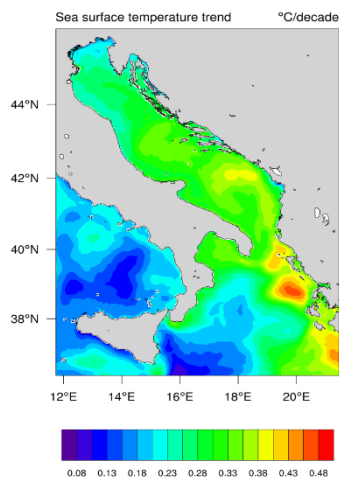 Sea surface temperature trend °C/decade
44°N
42°N
40°N
38°N
12°E 14°E 16°E 18°E 20°E
0.08 0.13 0.18 0.23 0.28 0.33 0.38 0.43 0.48